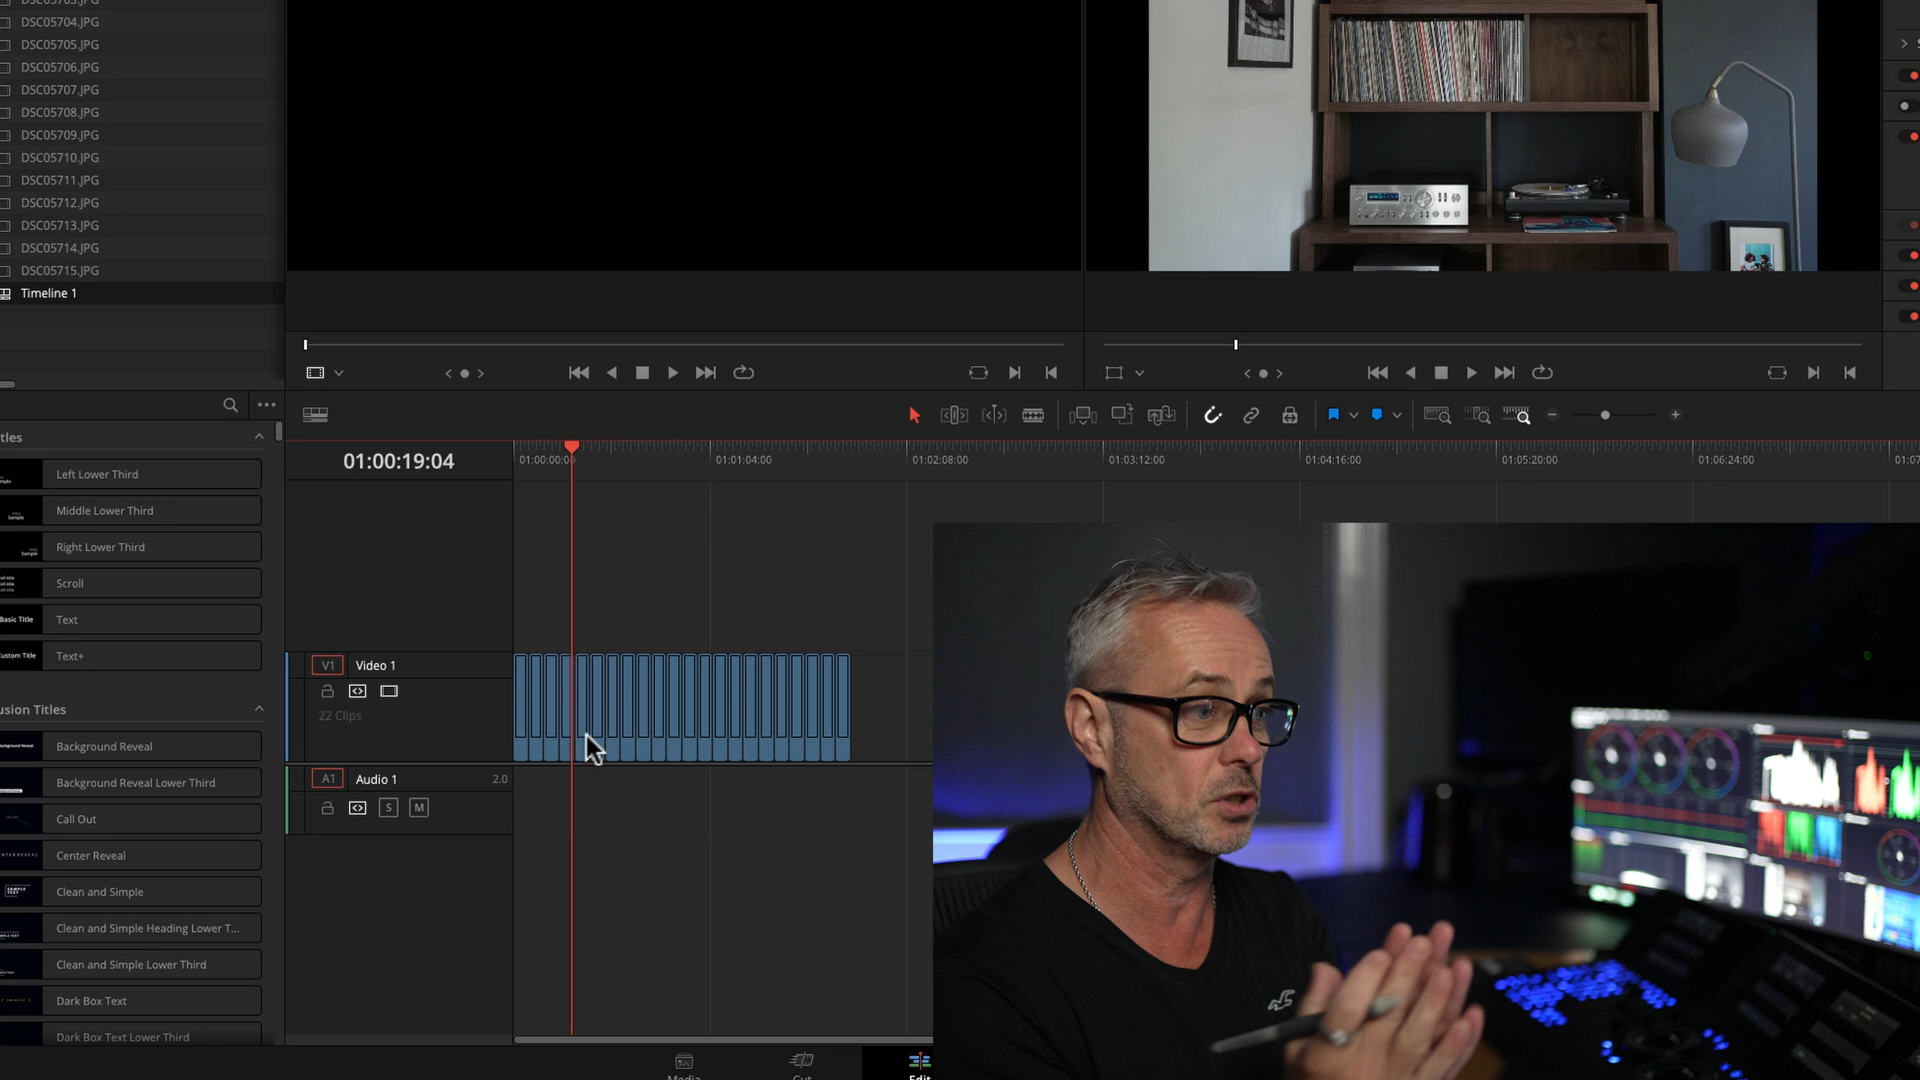 DSC05704.JPG
DSC05705.JPG
DSC05706.JPG
DSC05707.JPG
DSC05708.JPG
DSC05709.JPG
DSC05710.JPG
DSC05711.JPG
DSC05712.JPG
DSC05713.JPG
DSC05714.JPG
DSC05715.JPG
Timeline 1
tles
Left Lower Third
Middle Lower Third
Right Lower Third
Scroll
Basic Title
Text
Custom Title
Text+
usion Titles
Background Reveal
Background Reveal Lower Third
Call Out
Center Reveal
Clean and Simple
Clean and Simple Heading Lower T...
Clean and Simple Lower Third
Dark Box Text
Dark Box Text Lower Third
01:00:19:04
01:00:00:00
01:01:04:00
01:02:08:00
01:03:12:00
01:04:16:00
01:05:20:00
01:06:24:00
01:07
V1 Video 1
22 Clips
A1 Audio 1 2.0
S M
Media
Cut
Edit